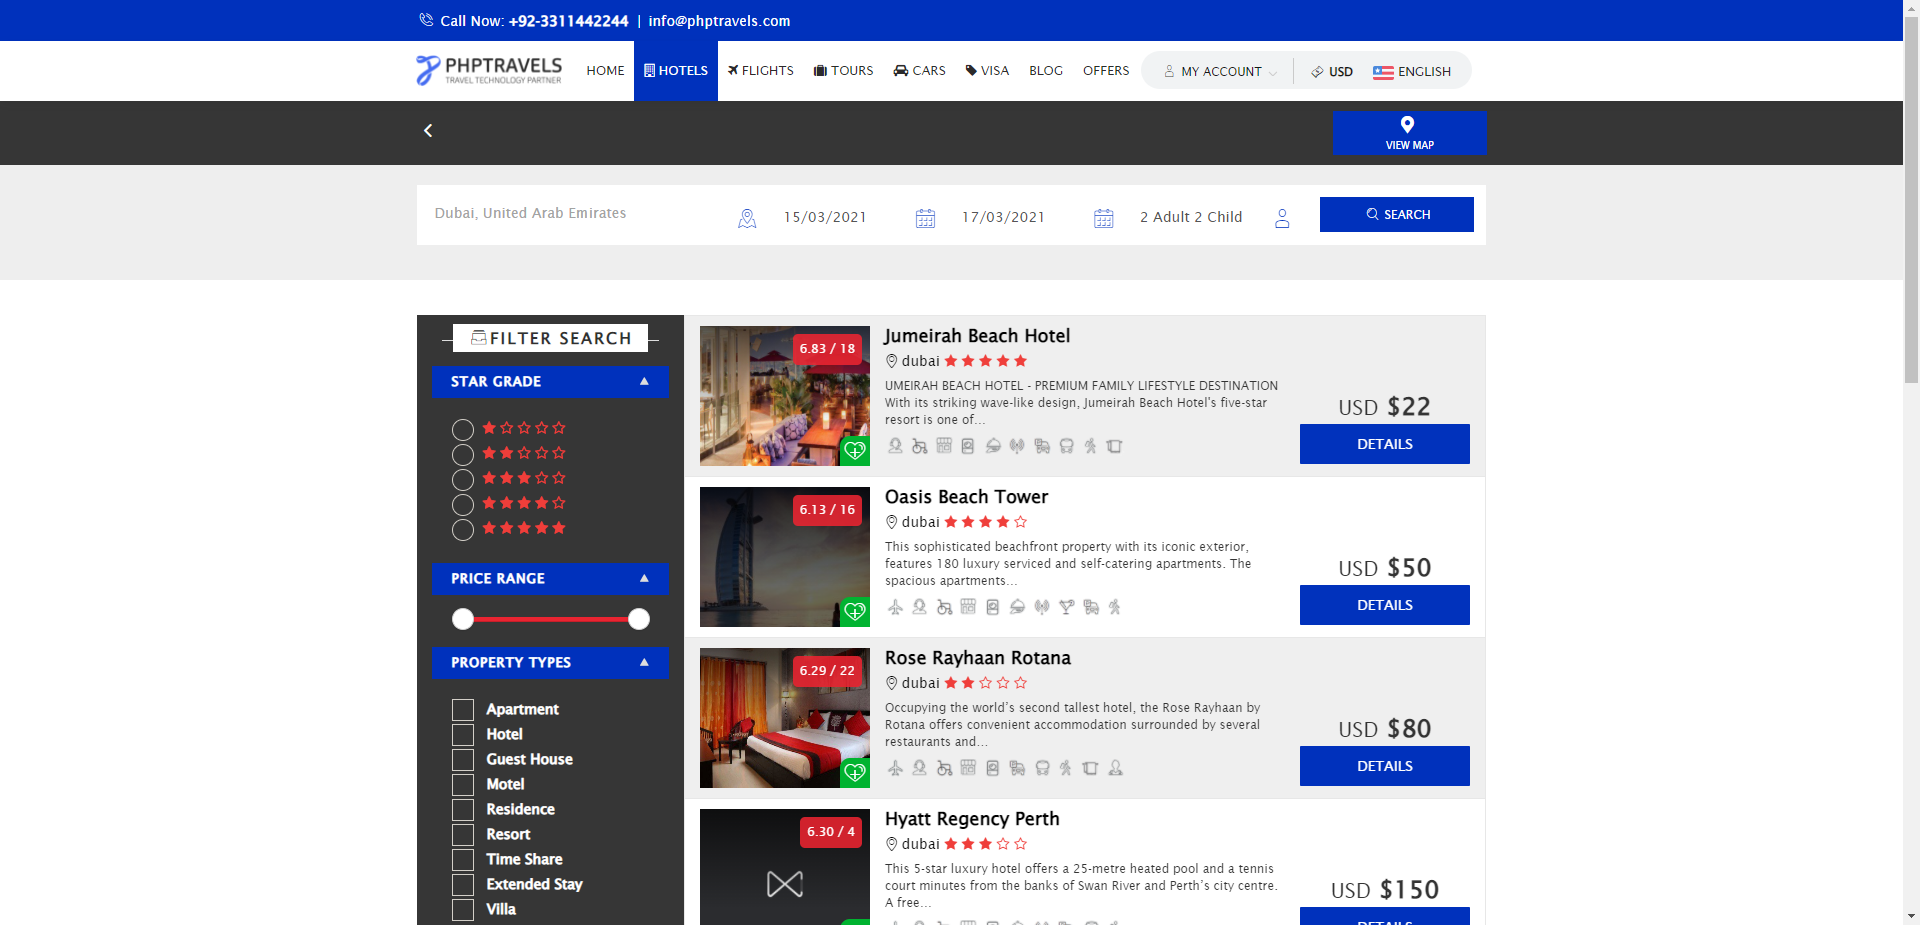 Call Now: +92-3311442244 | info@phptravels.com
PHPTRAVELS
TRAVEL TECHNOLOGY PARTNER
HOME HOTELS FLIGHTS TOURS CARS VISA BLOG OFFERS MY ACCOUNT USD ENGLISH
VIEW MAP
Dubai, United Arab Emirates 15/03/2021 17/03/2021 2 Adult 2 Child SEARCH
FILTER SEARCH
STAR GRADE
PRICE RANGE
PROPERTY TYPES
Apartment
Hotel
Guest House
Motel
Residence
Resort
Time Share
Extended Stay
Villa
6.83 / 18
Jumeirah Beach Hotel
dubai
UMEIRAH BEACH HOTEL - PREMIUM FAMILY LIFESTYLE DESTINATION
With its striking wave-like design, Jumeirah Beach Hotel's five-star
resort is one of...
USD $22
DETAILS
6.13 / 16
Oasis Beach Tower
dubai
This sophisticated beachfront property with its iconic exterior,
features 180 luxury serviced and self-catering apartments. The
spacious apartments...
USD $50
DETAILS
6.29 / 22
Rose Rayhaan Rotana
dubai
Occupying the world's second tallest hotel, the Rose Rayhaan by
Rotana offers convenient accommodation surrounded by several
restaurants and...
USD $80
DETAILS
6.30 / 4
Hyatt Regency Perth
dubai
This 5-star luxury hotel offers a 25-metre heated pool and a tennis
court minutes from the banks of Swan River and Perth's city centre.
A free...
USD $150
DETAILS